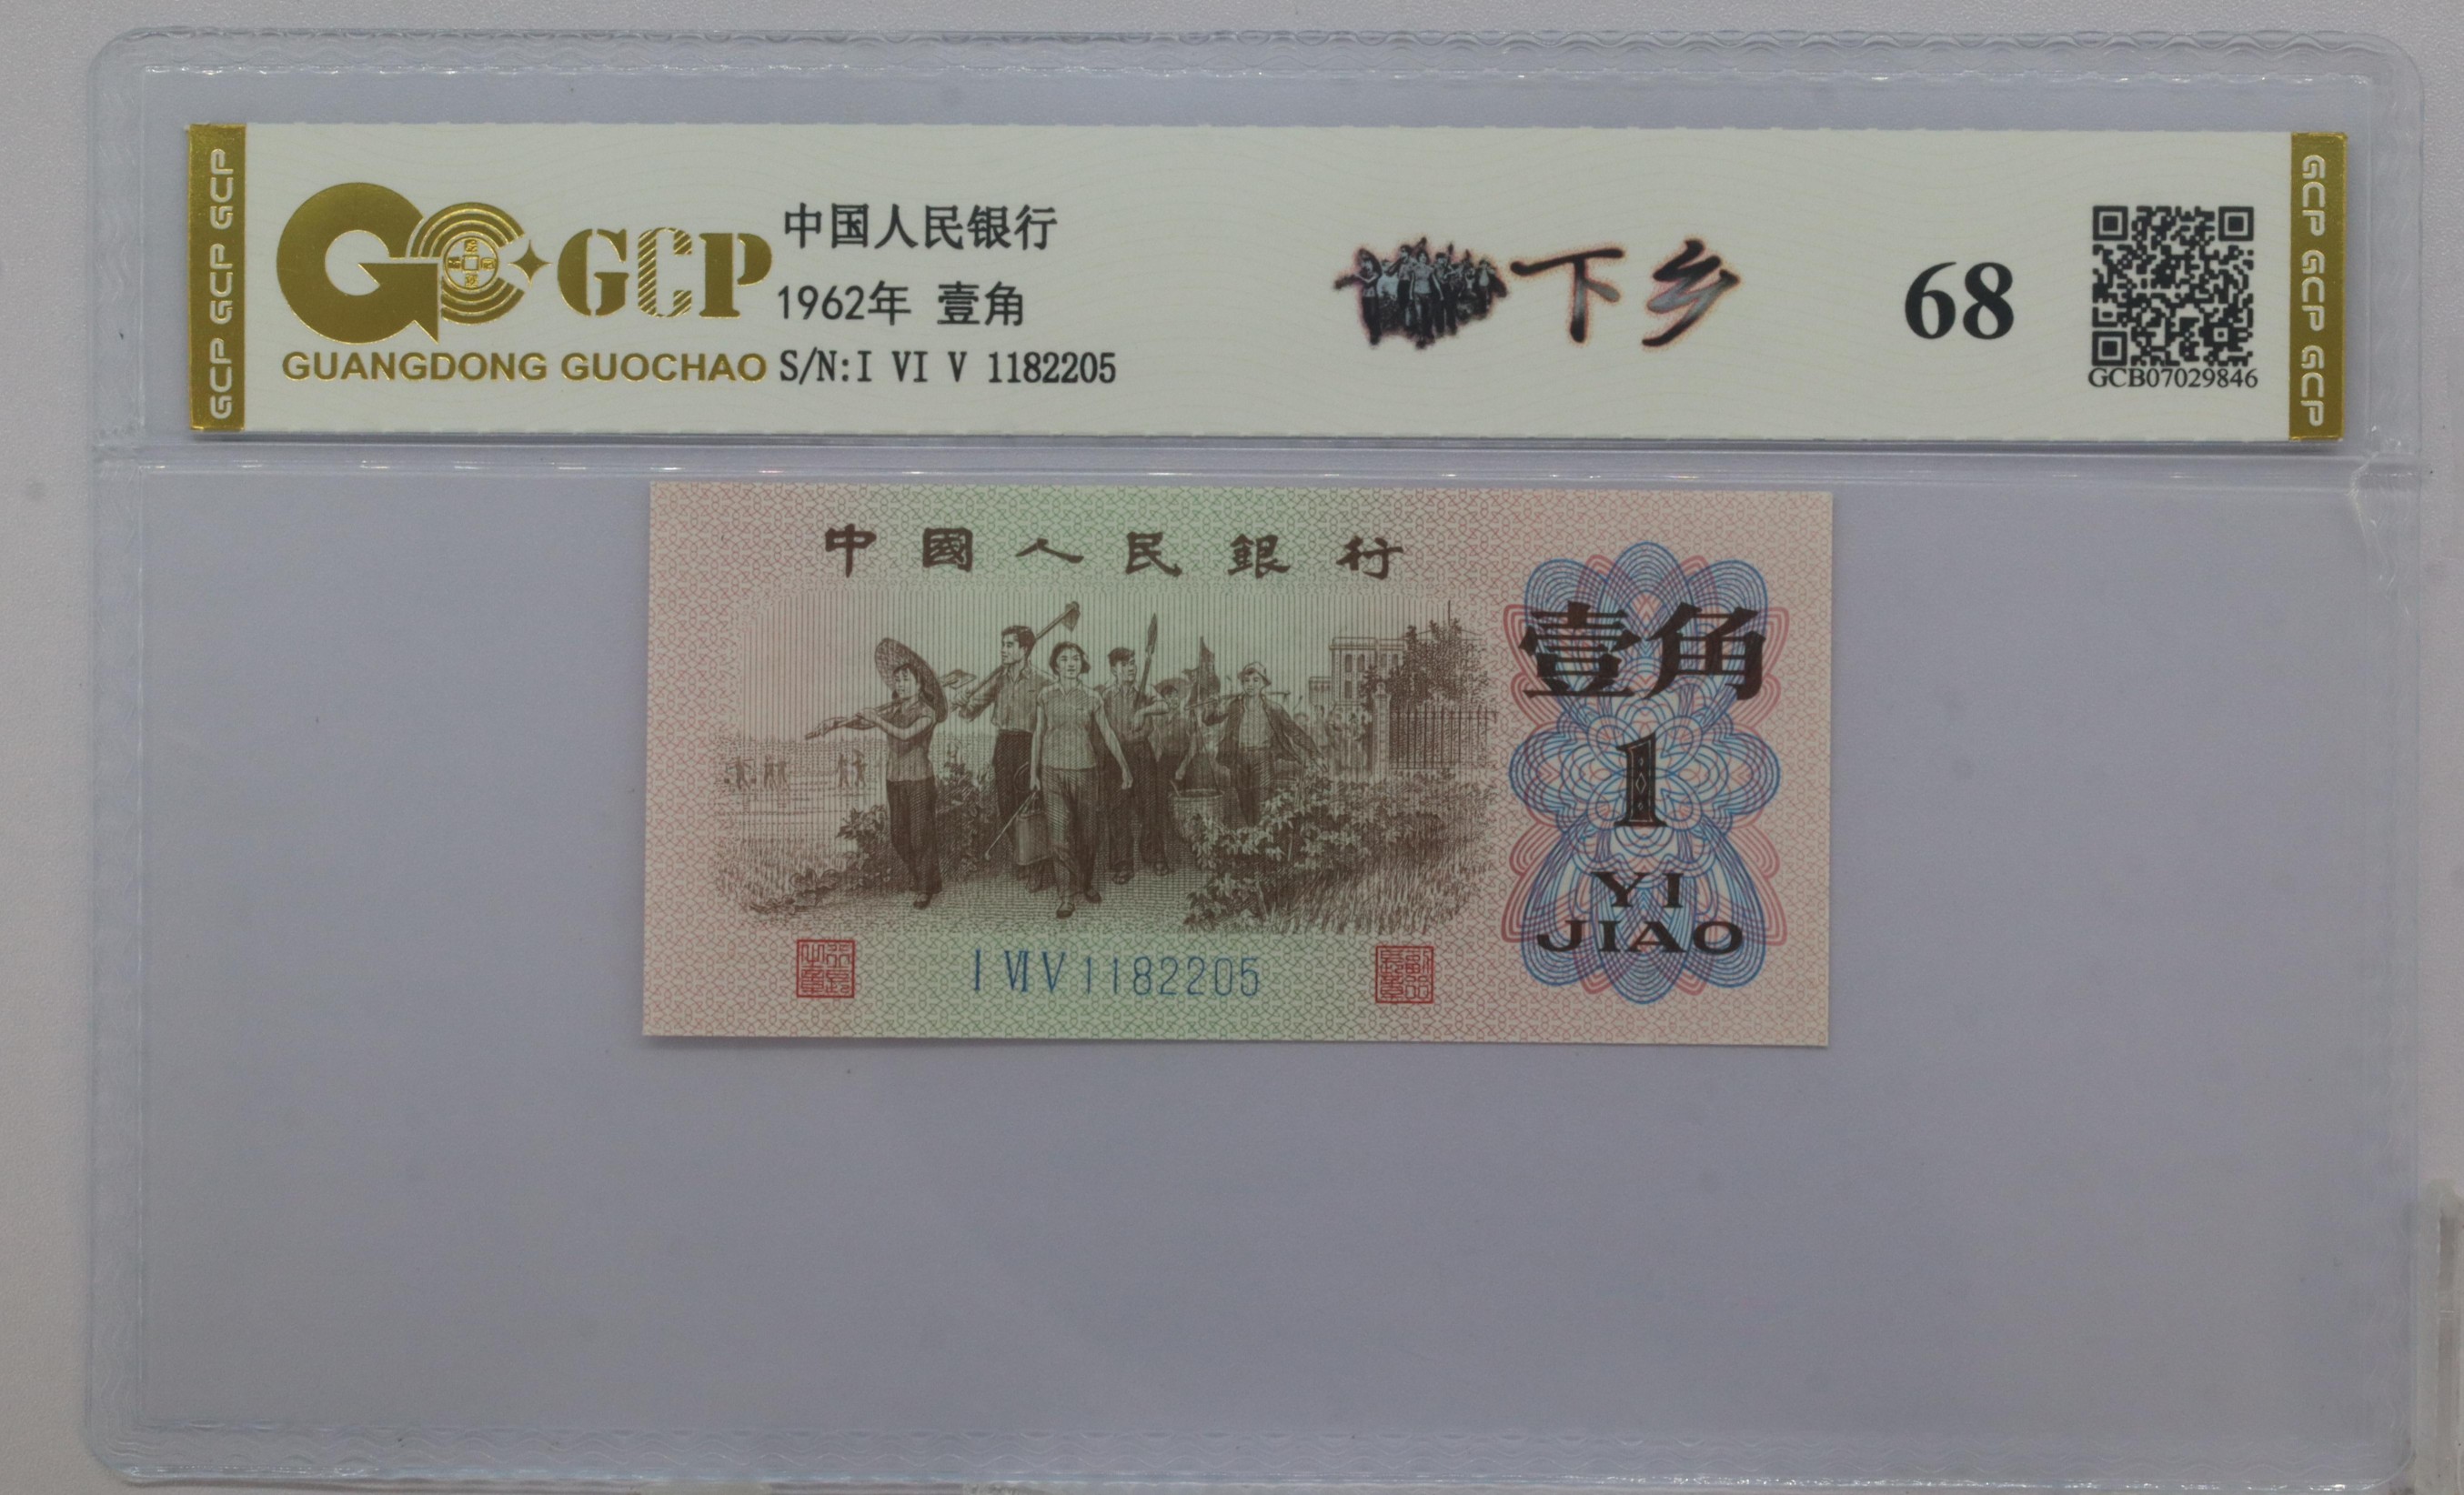 GCP GCP GCP
GCP
GUANGDONG GUOCHAO
中国人民银行
1962年 壹角
S/N:I VI V 1182205
下乡
68
GCB07029846
GCP GCP GCP
中國人民銀行
壹角
1
YI
JIAO
I VI V 1182205